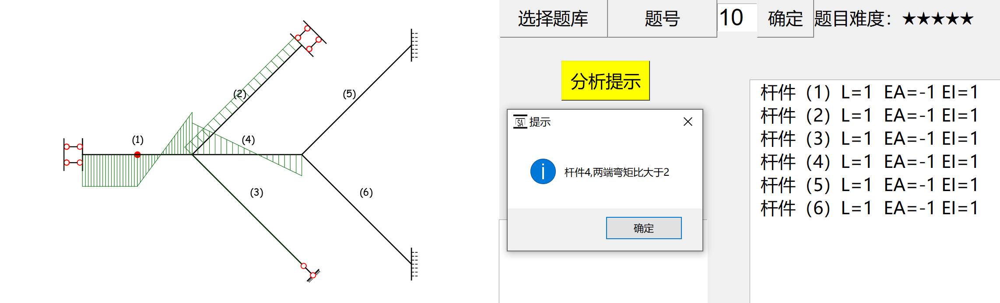 选择题库 题号 10 确定 题目难度：★★★★★
分析提示
SA 提示
杆件4,两端弯矩比大于2
确定
杆件（1）L=1 EA=-1 EI=1
杆件（2）L=1 EA=-1 EI=1
杆件（3）L=1 EA=-1 EI=1
杆件（4）L=1 EA=-1 EI=1
杆件（5）L=1 EA=-1 EI=1
杆件（6）L=1 EA=-1 EI=1
(1)
(2)
(3)
(4)
(5)
(6)